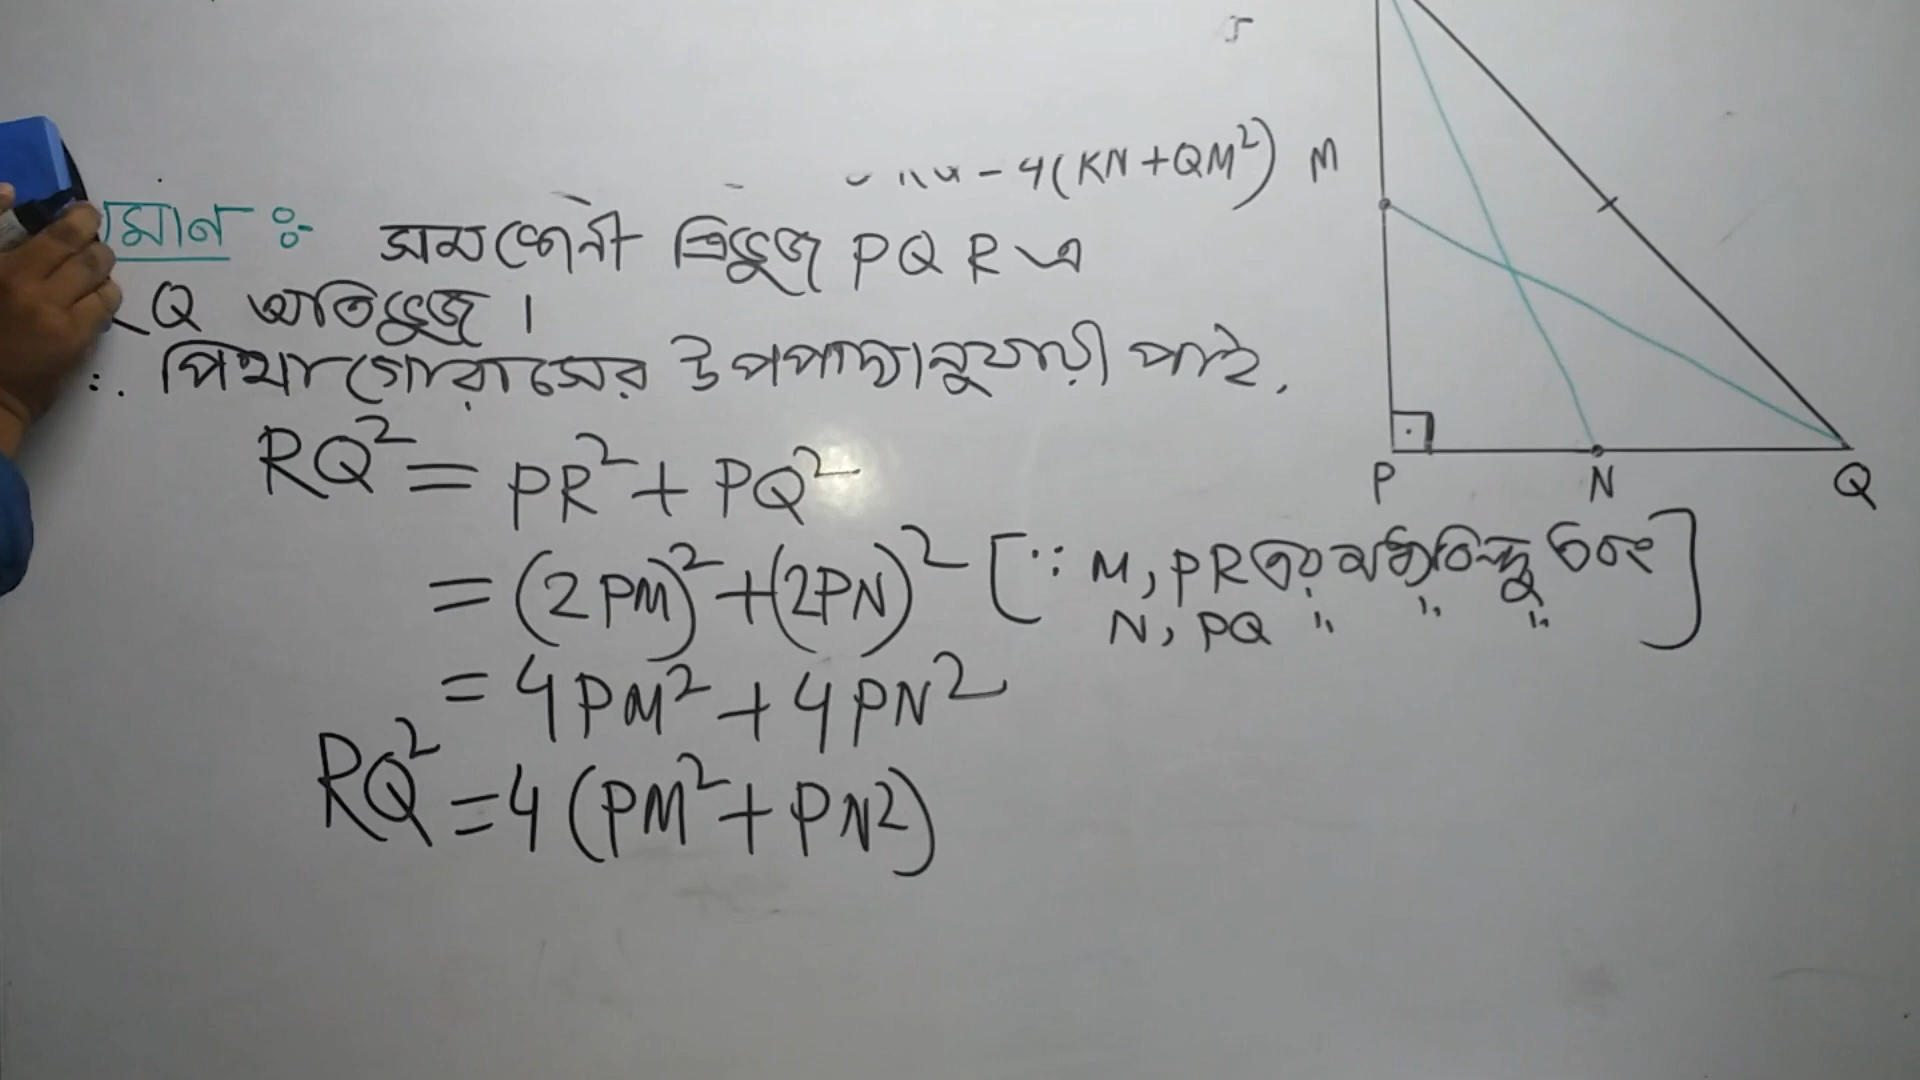 - 4(KN+QM²)
M
মান ঃ- সমকোনী ত্রিভুজ PQR এ
RQ অতিভুজ ।
∴ পিথাগোরাসের উপপাদ্যানুযায়ী পাই,
P N Q
RQ² = PR² + PQ²
= (2PM)² + (2PN)² [∵ M, PR এর মধ্যবিন্দু এবং
N, PQ " " " ]
= 4PM² + 4PN²
RQ² = 4 (PM² + PN²)